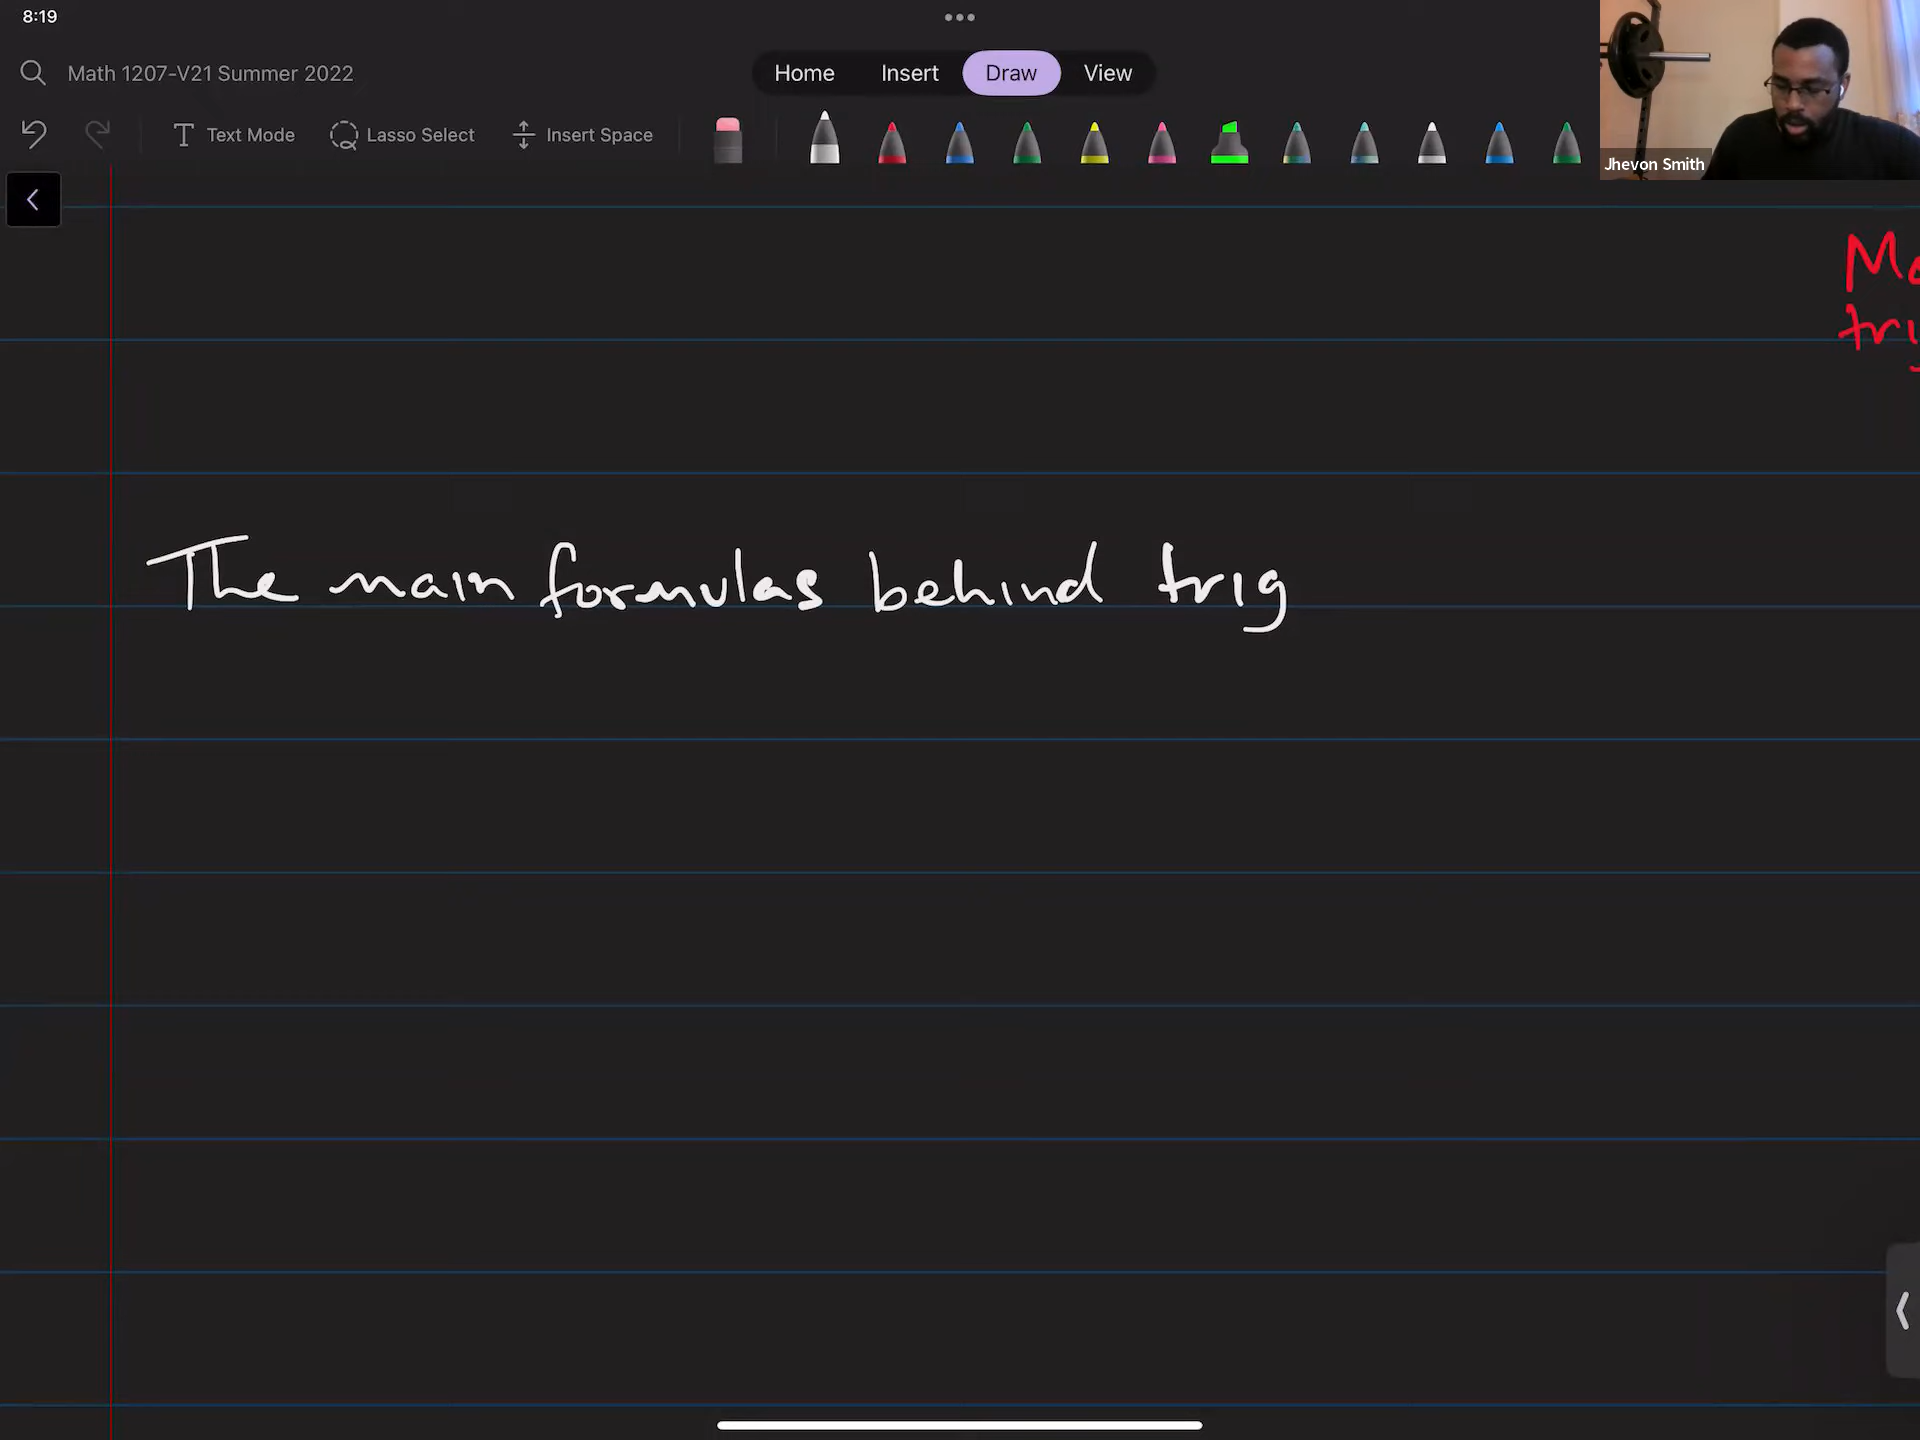 8:19
Math 1207-V21 Summer 2022
Home Insert Draw View
Text Mode Lasso Select Insert Space
Jhevon Smith
The main formulas behind trig